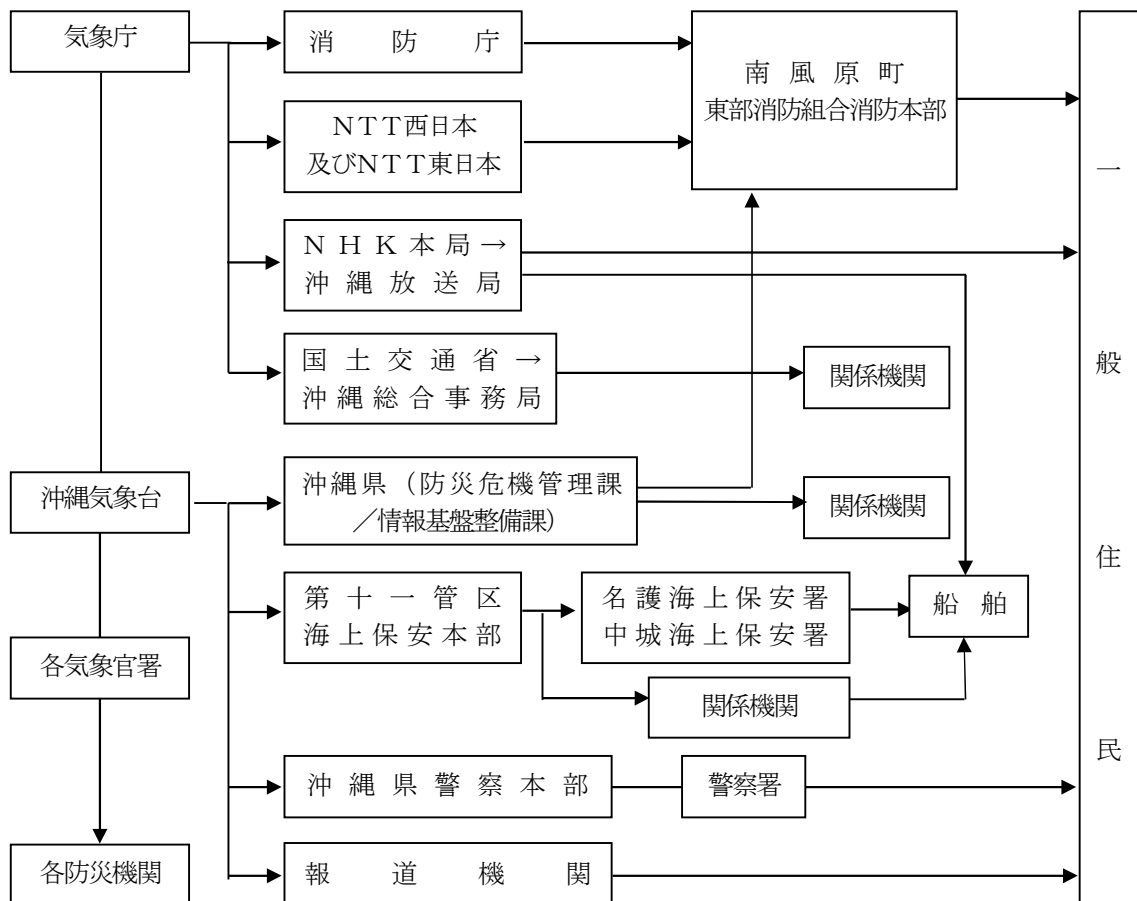 気象庁
消防庁
南風原町
東部消防組合消防本部
NTT西日本
及びNTT東日本
NHK本局→
沖縄放送局
国土交通省→
沖縄総合事務局
関係機関
沖縄気象台
沖縄県(防災危機管理課
/情報基盤整備課)
関係機関
第十一管区
海上保安本部
名護海上保安署
中城海上保安署
船舶
各気象官署
関係機関
沖縄県警察本部
警察署
各防災機関
報道機関
一般住民